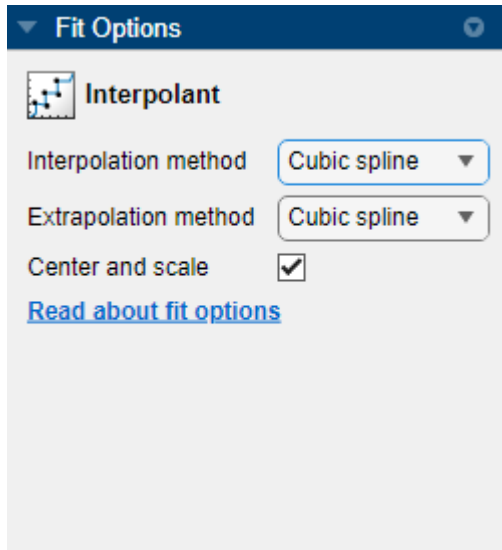 Fit Options
Interpolant
Interpolation method Cubic spline
Extrapolation method Cubic spline
Center and scale
Read about fit options